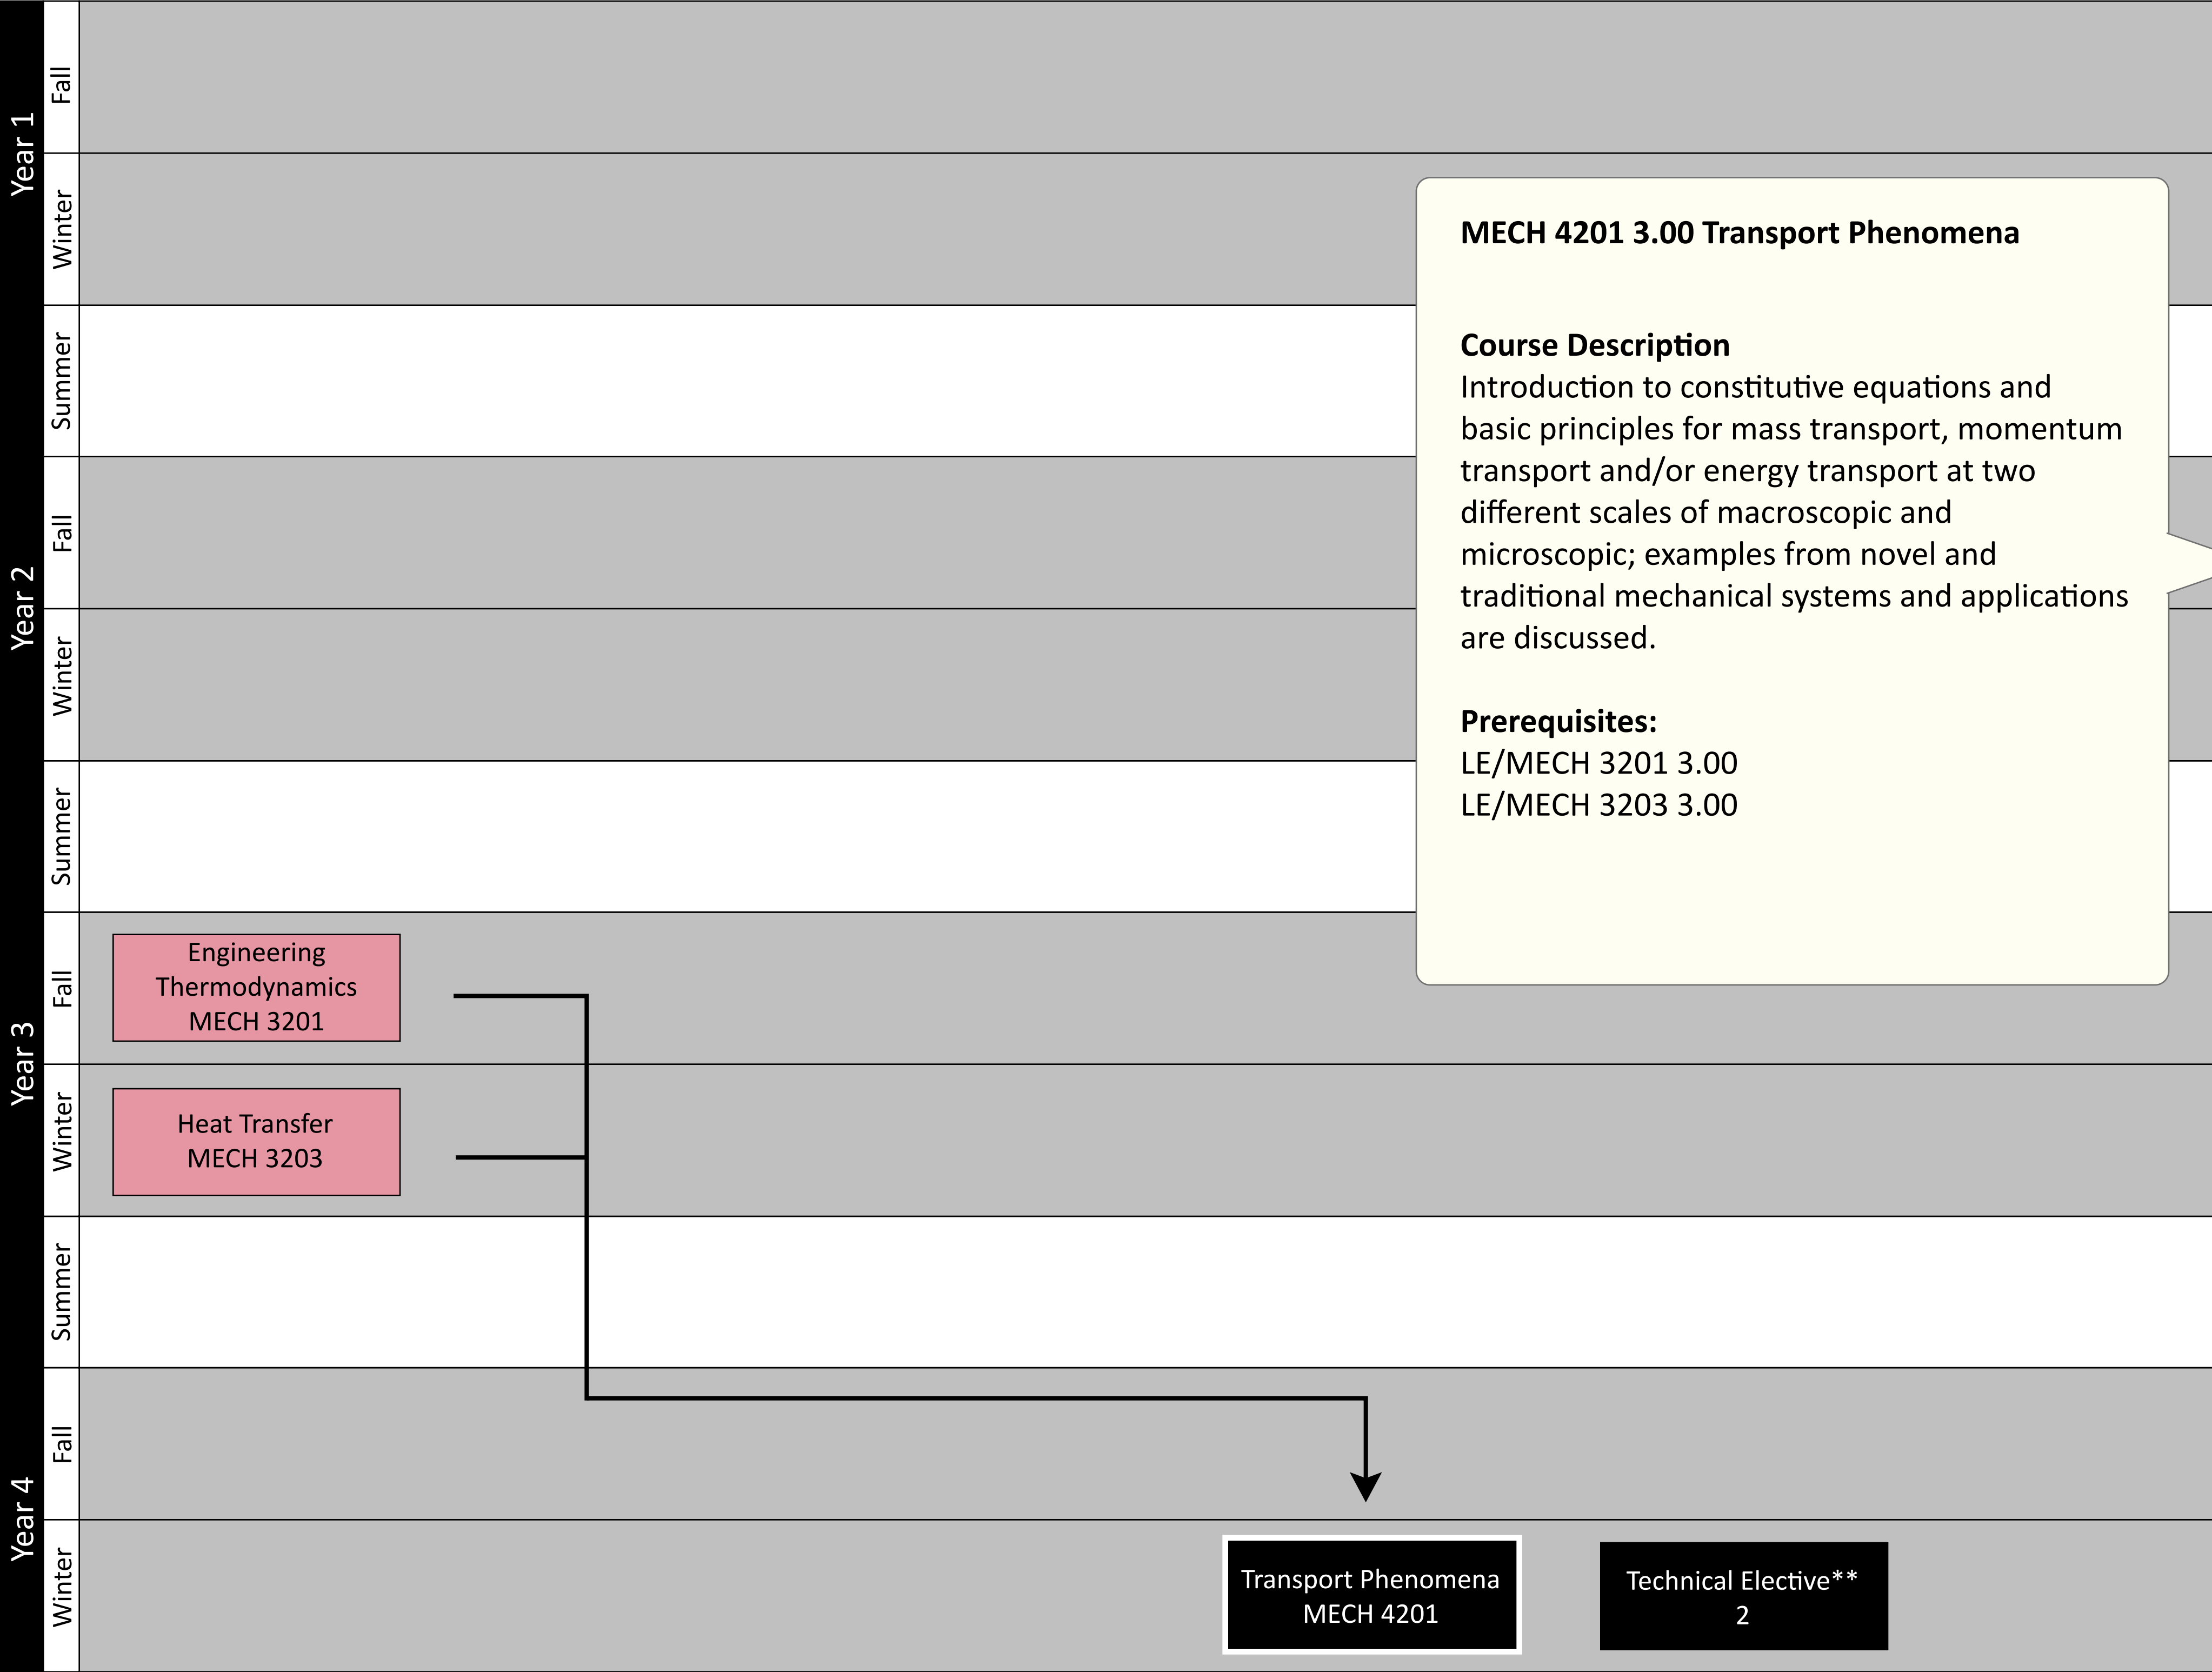 Year 1
Fall
Winter
Summer
Year 2
Fall
Winter
Summer
Year 3
Fall
Winter
Summer
Year 4
Fall
Winter
MECH 4201 3.00 Transport Phenomena
Course Description
Introduction to constitutive equations and
basic principles for mass transport, momentum
transport and/or energy transport at two
different scales of macroscopic and
microscopic; examples from novel and
traditional mechanical systems and applications
are discussed.
Prerequisites:
LE/MECH 3201 3.00
LE/MECH 3203 3.00
Engineering
Thermodynamics
MECH 3201
Heat Transfer
MECH 3203
Transport Phenomena
MECH 4201
Technical Elective**
2